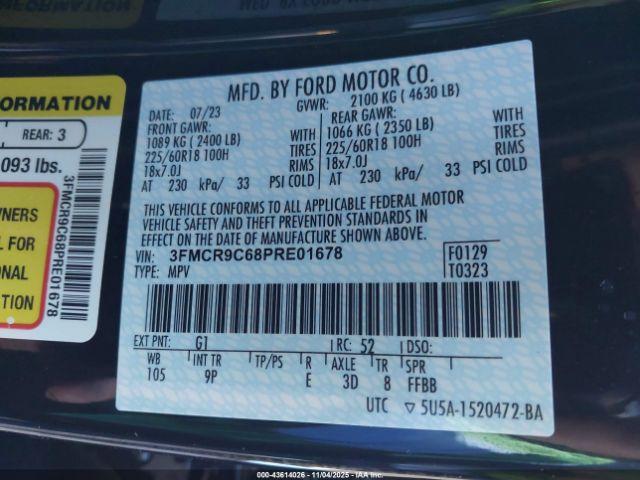 INFORMATION
ORMATION
REAR: 3
093 lbs.
WNERS
L FOR
ONAL
3FMCR9C68PRE01678
MFD. BY FORD MOTOR CO.
DATE: 07/23 GVWR: 2100 KG ( 4630 LB)
FRONT GAWR: REAR GAWR:
1089 KG ( 2400 LB) WITH 1066 KG ( 2350 LB) WITH
225/60R18 100H TIRES 225/60R18 100H TIRES
18x7.0J RIMS 18x7.0J RIMS
AT 230 kPa/ 33 PSI COLD AT 230 kPa/ 33 PSI COLD
THIS VEHICLE CONFORMS TO ALL APPLICABLE FEDERAL MOTOR
VEHICLE SAFETY AND THEFT PREVENTION STANDARDS IN
EFFECT ON THE DATE OF MANUFACTURE SHOWN ABOVE.
VIN: 3FMCR9C68PRE01678 F0129
TYPE: MPV T0323
EXT PNT: G1 RC: 52 DSO:
WB INT TR TP/PS R AXLE TR SPR
105 9P E 3D 8 FFBB
UTC ▽ 5U5A-1520472-BA
000-43614026 - 11/04/2025 - IAAI.COM